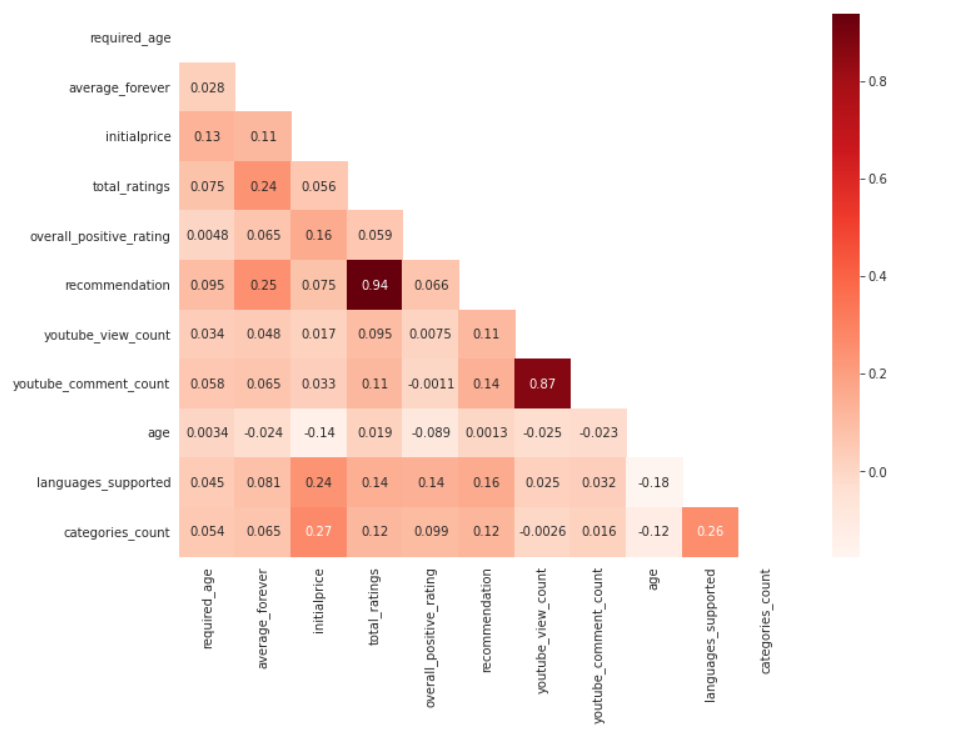 required_age
average_forever 0.028
initialprice 0.13 0.11
total_ratings 0.075 0.24 0.056
overall_positive_rating 0.0048 0.065 0.16 0.059
recommendation 0.095 0.25 0.075 0.94 0.066
youtube_view_count 0.034 0.048 0.017 0.095 0.0075 0.11
youtube_comment_count 0.058 0.065 0.033 0.11 -0.0011 0.14 0.87
age 0.0034 -0.024 -0.14 0.019 -0.089 0.0013 -0.025 -0.023
languages_supported 0.045 0.081 0.24 0.14 0.14 0.16 0.025 0.032 -0.18
categories_count 0.054 0.065 0.27 0.12 0.099 0.12 -0.0026 0.016 -0.12 0.26
required_age
average_forever
initialprice
total_ratings
overall_positive_rating
recommendation
youtube_view_count
youtube_comment_count
age
languages_supported
categories_count
0.8
0.6
0.4
0.2
0.0